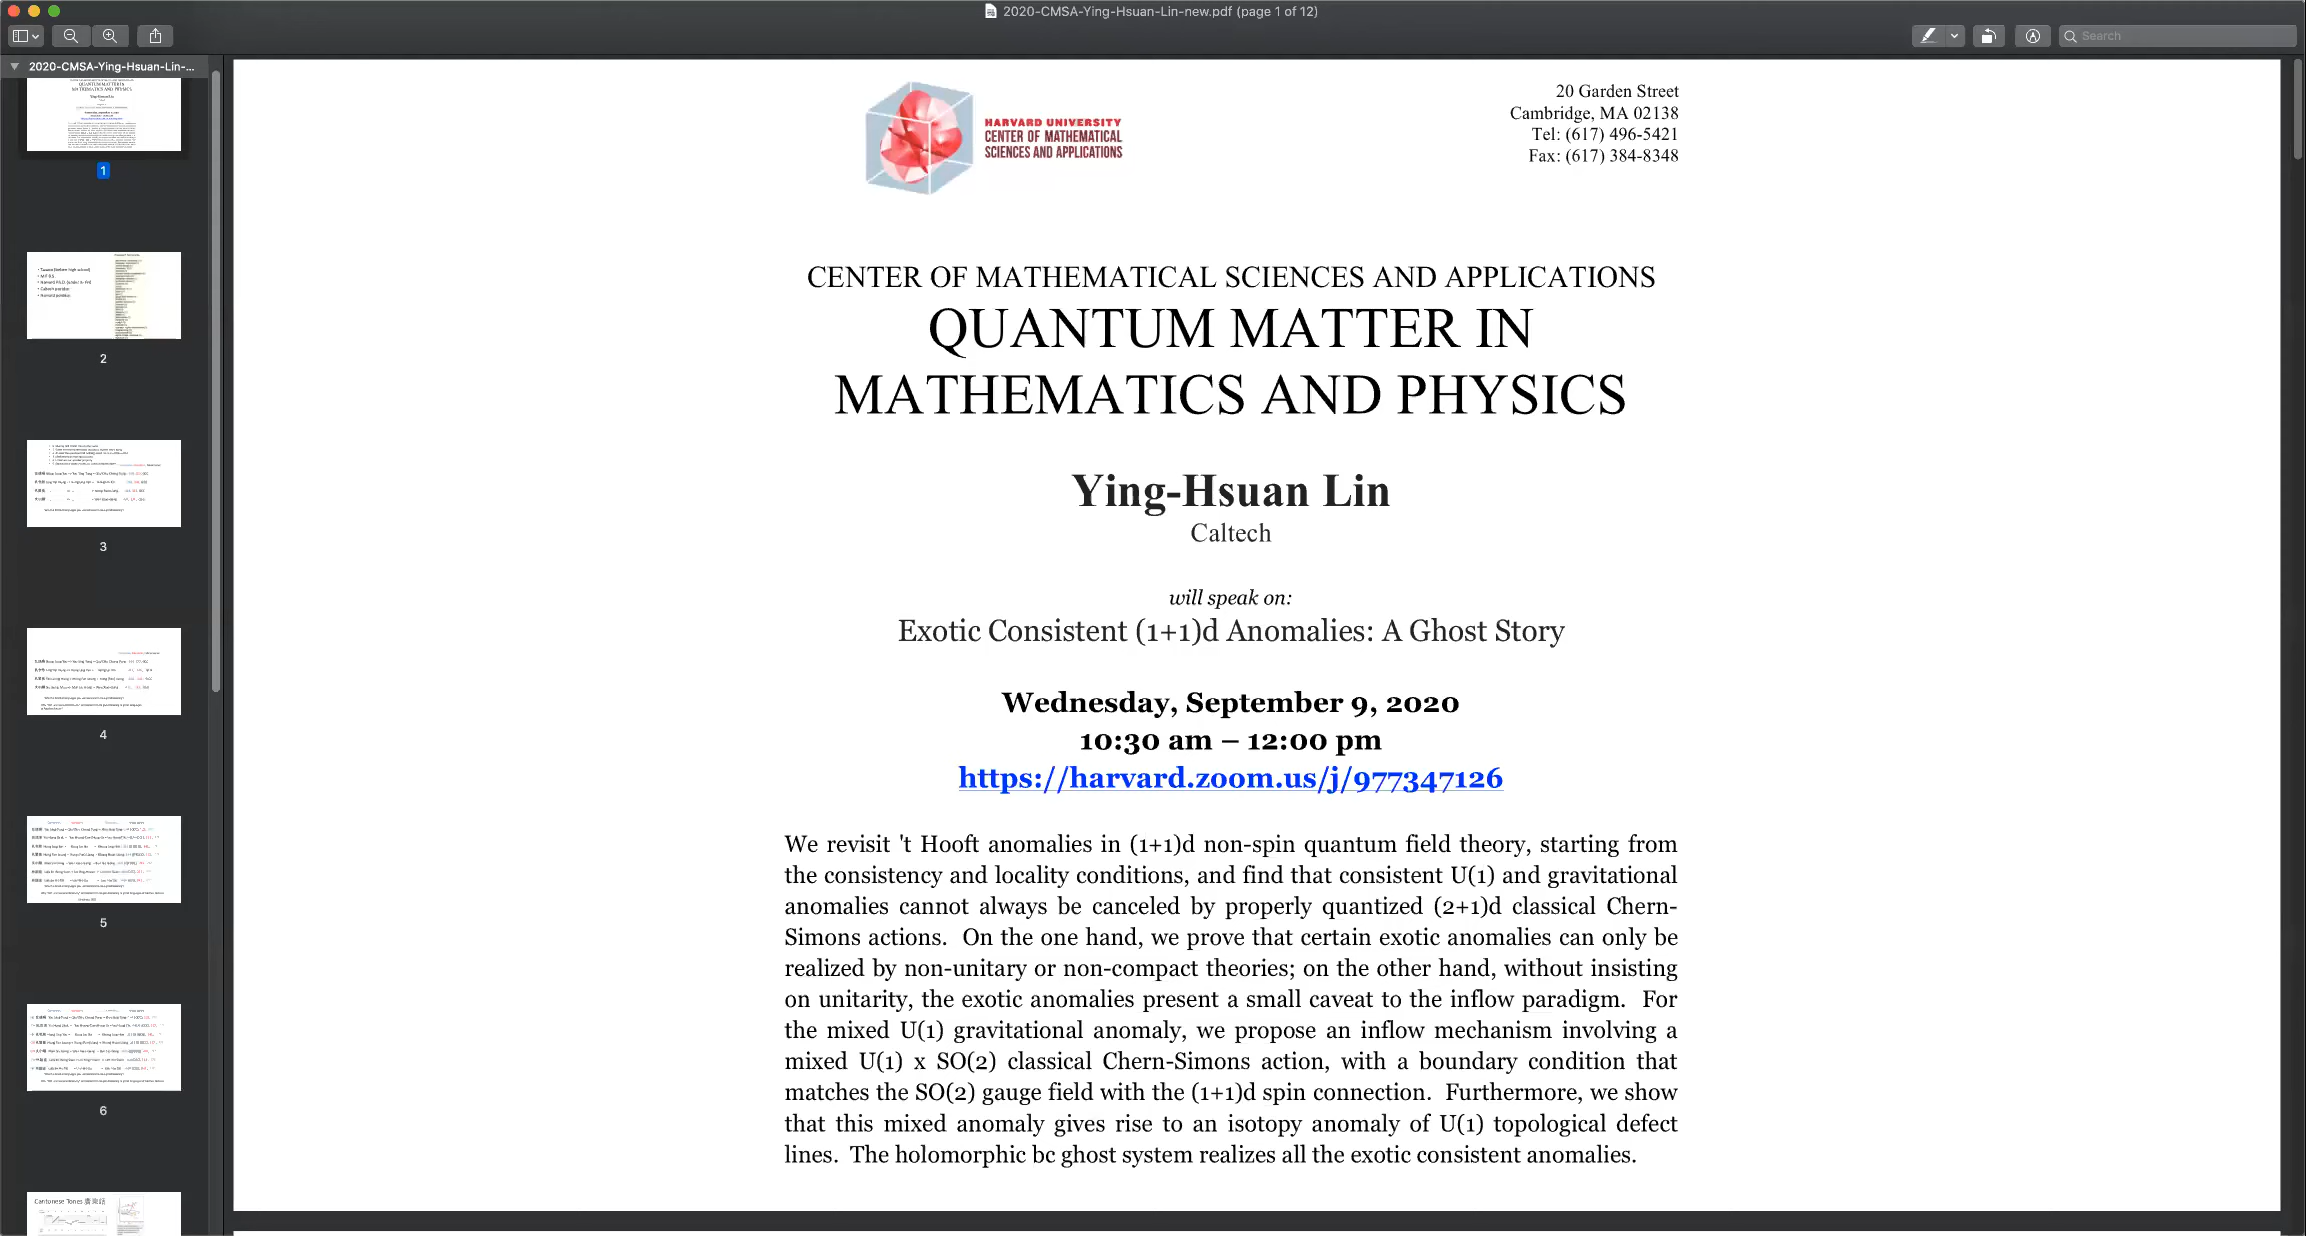 2020-CMSA-Ying-Hsuan-Lin-new.pdf (page 1 of 12)
Search
2020-CMSA-Ying-Hsuan-Lin-...
QUANTUM MATTER IN
MATHEMATICS AND PHYSICS
1
2
3
4
5
6
Cantonese Tones 廣東話
HARVARD UNIVERSITY
CENTER OF MATHEMATICAL
SCIENCES AND APPLICATIONS
20 Garden Street
Cambridge, MA 02138
Tel: (617) 496-5421
Fax: (617) 384-8348
CENTER OF MATHEMATICAL SCIENCES AND APPLICATIONS
QUANTUM MATTER IN
MATHEMATICS AND PHYSICS
Ying-Hsuan Lin
Caltech
will speak on:
Exotic Consistent (1+1)d Anomalies: A Ghost Story
Wednesday, September 9, 2020
10:30 am – 12:00 pm
https://harvard.zoom.us/j/977347126
We revisit 't Hooft anomalies in (1+1)d non-spin quantum field theory, starting from
the consistency and locality conditions, and find that consistent U(1) and gravitational
anomalies cannot always be canceled by properly quantized (2+1)d classical Chern-
Simons actions.  On the one hand, we prove that certain exotic anomalies can only be
realized by non-unitary or non-compact theories; on the other hand, without insisting
on unitarity, the exotic anomalies present a small caveat to the inflow paradigm.  For
the mixed U(1) gravitational anomaly, we propose an inflow mechanism involving a
mixed U(1) x SO(2) classical Chern-Simons action, with a boundary condition that
matches the SO(2) gauge field with the (1+1)d spin connection.  Furthermore, we show
that this mixed anomaly gives rise to an isotopy anomaly of U(1) topological defect
lines.  The holomorphic bc ghost system realizes all the exotic consistent anomalies.